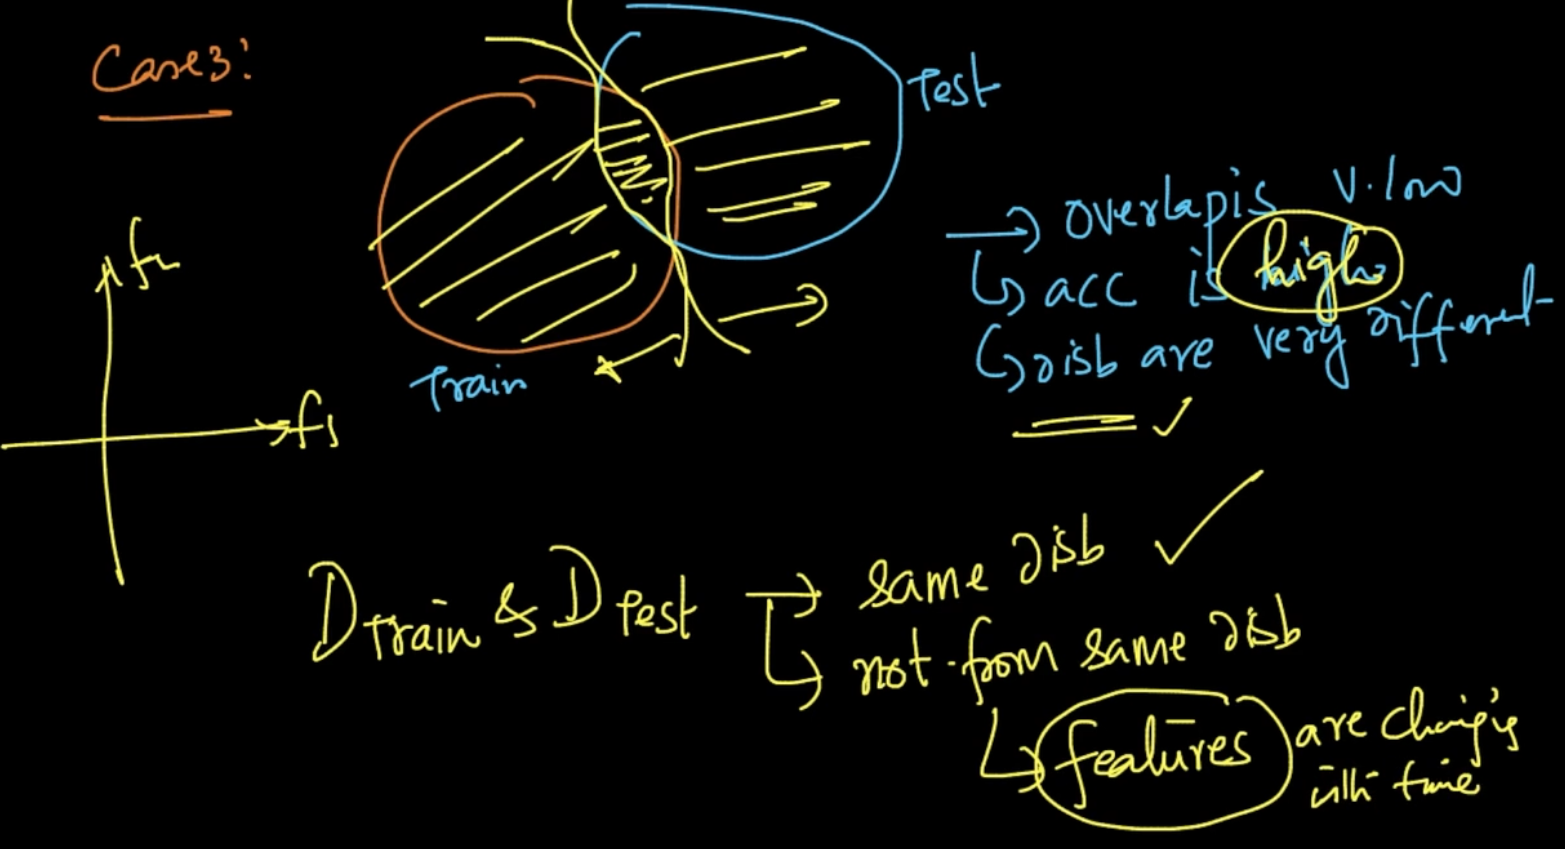 Case3:
Test
overlap is v.low
acc is high
disb are very different
f2
Train
f1
Dtrain & DTest
same disb
not from same disb
features are changing
with time